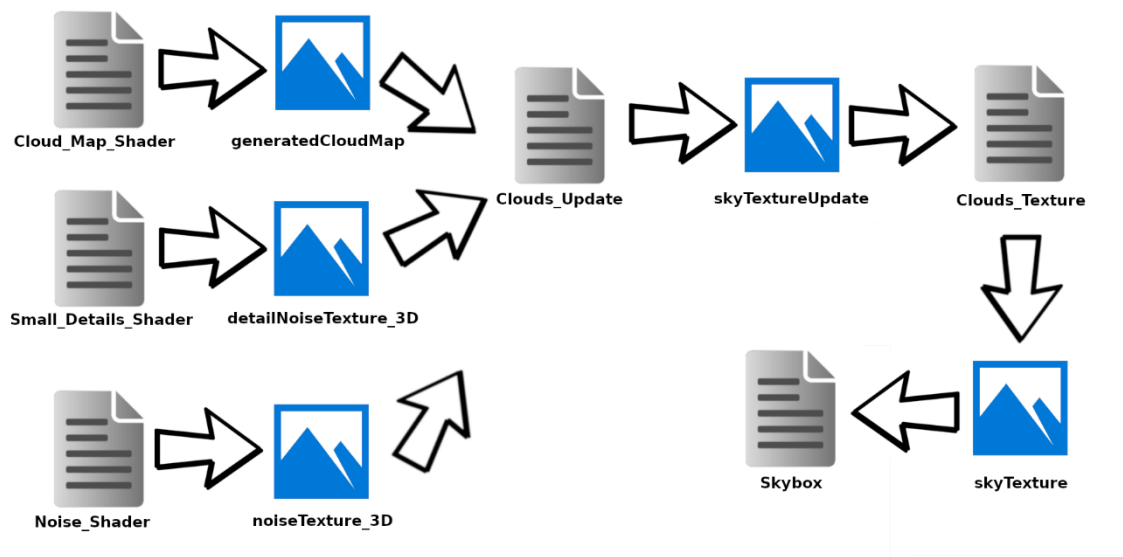 Cloud_Map_Shader
generatedCloudMap
Clouds_Update
skyTextureUpdate
Clouds_Texture
Small_Details_Shader
detailNoiseTexture_3D
Noise_Shader
noiseTexture_3D
Skybox
skyTexture